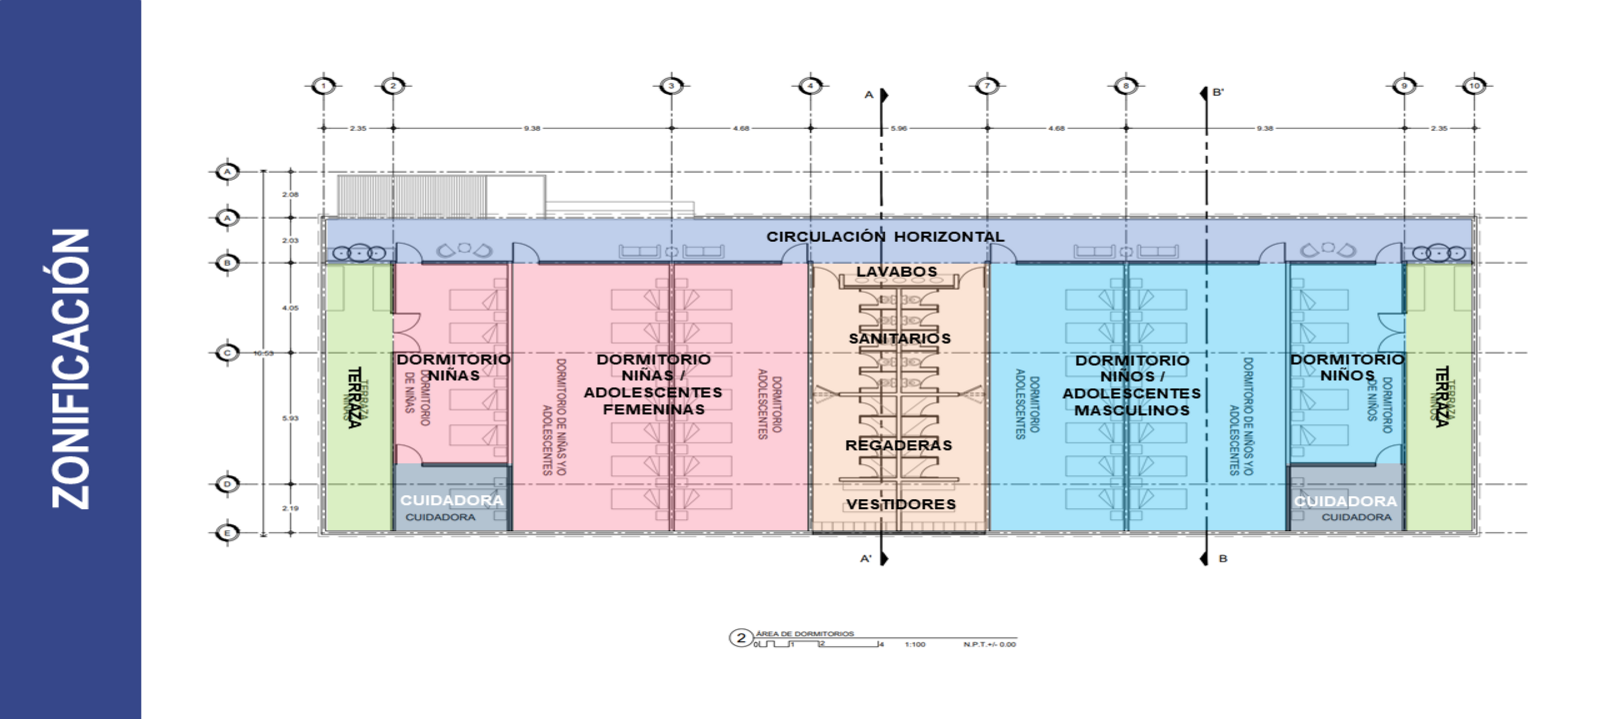 ZONIFICACIÓN
1
2
3
4
7
8
9
10
A
B'
2.35
9.38
4.68
5.96
4.68
9.38
2.35
A
2.08
A
2.03
B
4.05
C
5.93
D
2.19
E
CIRCULACIÓN HORIZONTAL
LAVABOS
SANITARIOS
REGADERAS
VESTIDORES
TERRAZA
TERRAZA
NIÑAS
DORMITORIO
NIÑAS
DORMITORIO
DE NIÑAS
CUIDADORA
CUIDADORA
DORMITORIO
NIÑAS /
ADOLESCENTES
FEMENINAS
DORMITORIO DE NIÑAS Y/O
ADOLESCENTES
DORMITORIO
ADOLESCENTES
DORMITORIO
ADOLESCENTES
DORMITORIO
NIÑOS /
ADOLESCENTES
MASCULINOS
DORMITORIO DE NIÑOS Y/O
ADOLESCENTES
DORMITORIO
NIÑOS
DORMITORIO
DE NIÑOS
CUIDADORA
CUIDADORA
TERRAZA
TERRAZA
NIÑOS
A'
B
2
ÁREA DE DORMITORIOS
0 1 2 4 1:100 N.P.T.+/- 0.00